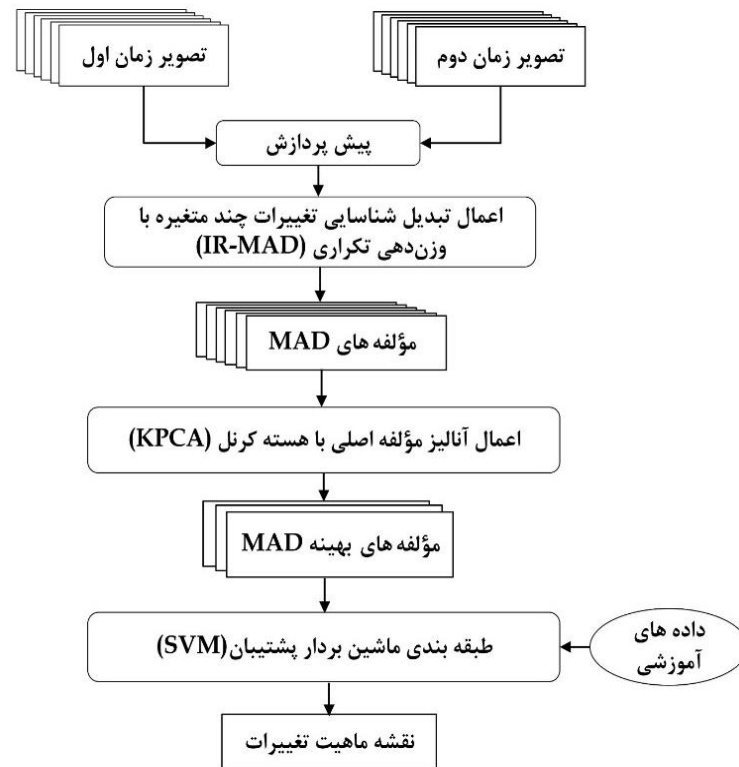 تصویر زمان اول
تصویر زمان دوم
پیش پردازش
اعمال تبدیل شناسایی تغییرات چند متغیره با
وزن‌دهی تکراری (IR-MAD)
مؤلفه های MAD
اعمال آنالیز مؤلفه اصلی با هسته کرنل (KPCA)
مؤلفه های بهینه MAD
طبقه بندی ماشین بردار پشتیبان(SVM)
داده های
آموزشی
نقشه ماهیت تغییرات